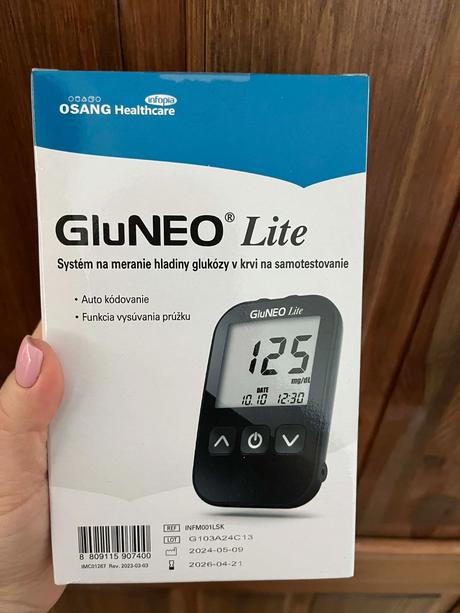 OSANG Healthcare
infopia
GluNEO® Lite
Systém na meranie hladiny glukózy v krvi na samotestovanie
• Auto kódovanie
• Funkcia vysúvania prúžku
GluNEO Lite
125
mg/dL
DATE
10.10 12:30
REF INFM001LSK
LOT G103A24C13
2024-05-09
2026-04-21
8 809115 907400
IMC01267 Rev. 2023-03-03